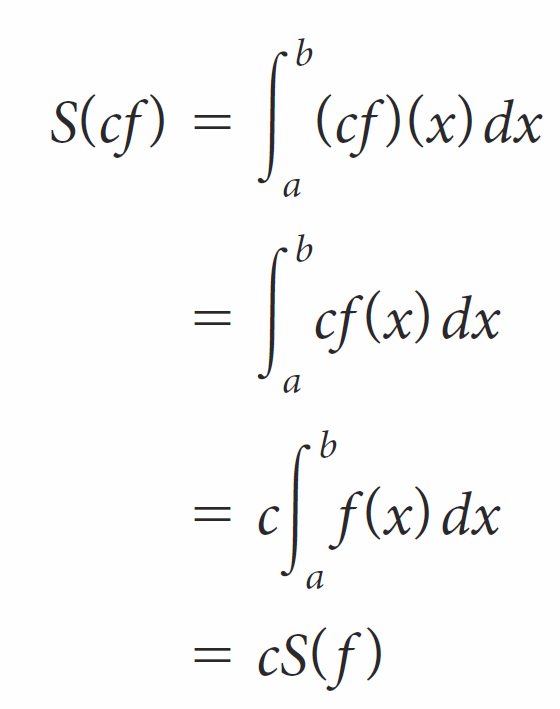 S(cf) = ∫_a^b (cf)(x) dx
= ∫_a^b cf(x) dx
= c∫_a^b f(x) dx
= cS(f)